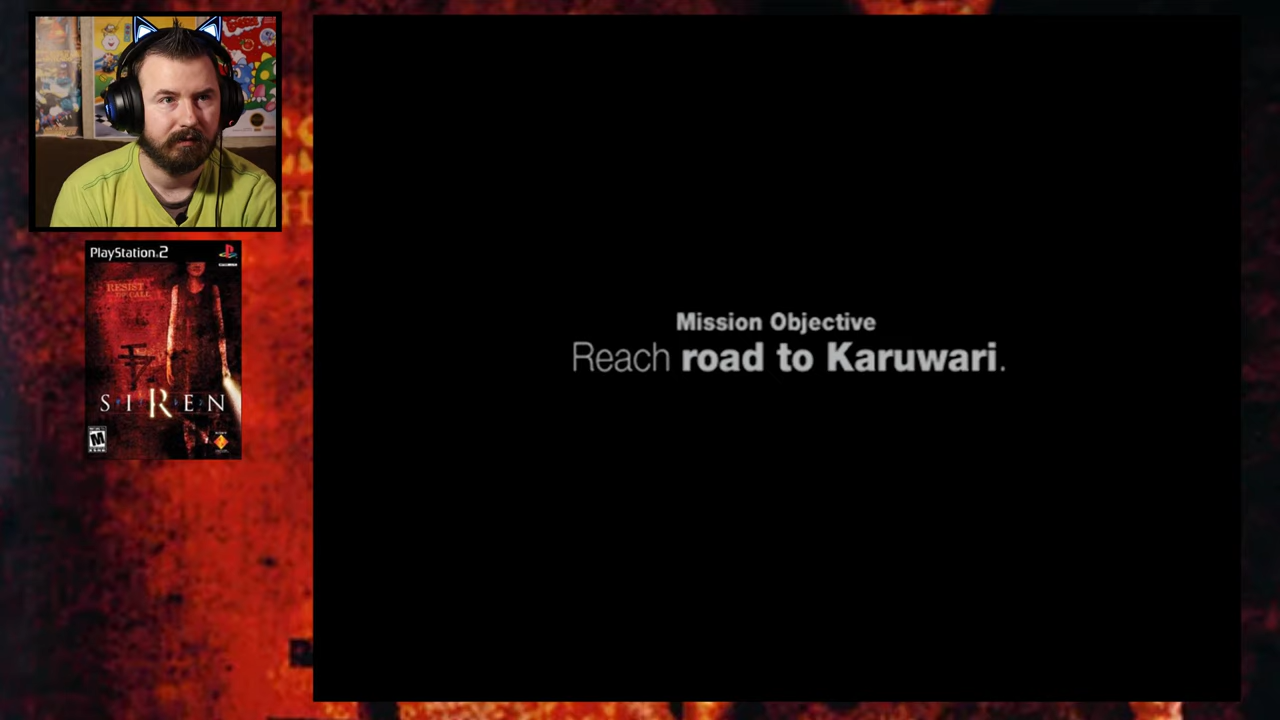 PlayStation 2
RESIST
SIREN
M
Mission Objective
Reach road to Karuwari.